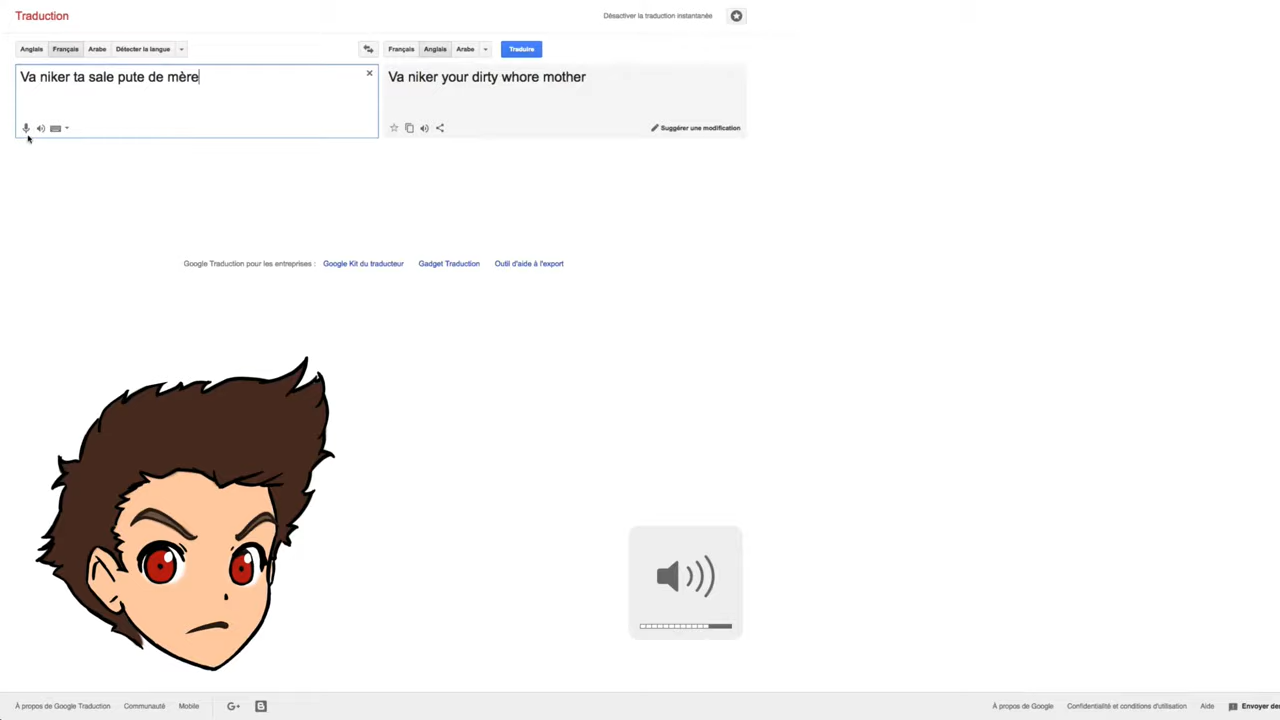 Traduction
Désactiver la traduction instantanée
Anglais Français Arabe Détecter la langue
Français Anglais Arabe Traduire
Va niker ta sale pute de mère
Va niker your dirty whore mother
Suggérer une modification
Google Traduction pour les entreprises : Google Kit du traducteur Gadget Traduction Outil d'aide à l'export
À propos de Google Traduction Communauté Mobile G+ B
À propos de Google Confidentialité et conditions d'utilisation Aide Envoyer de